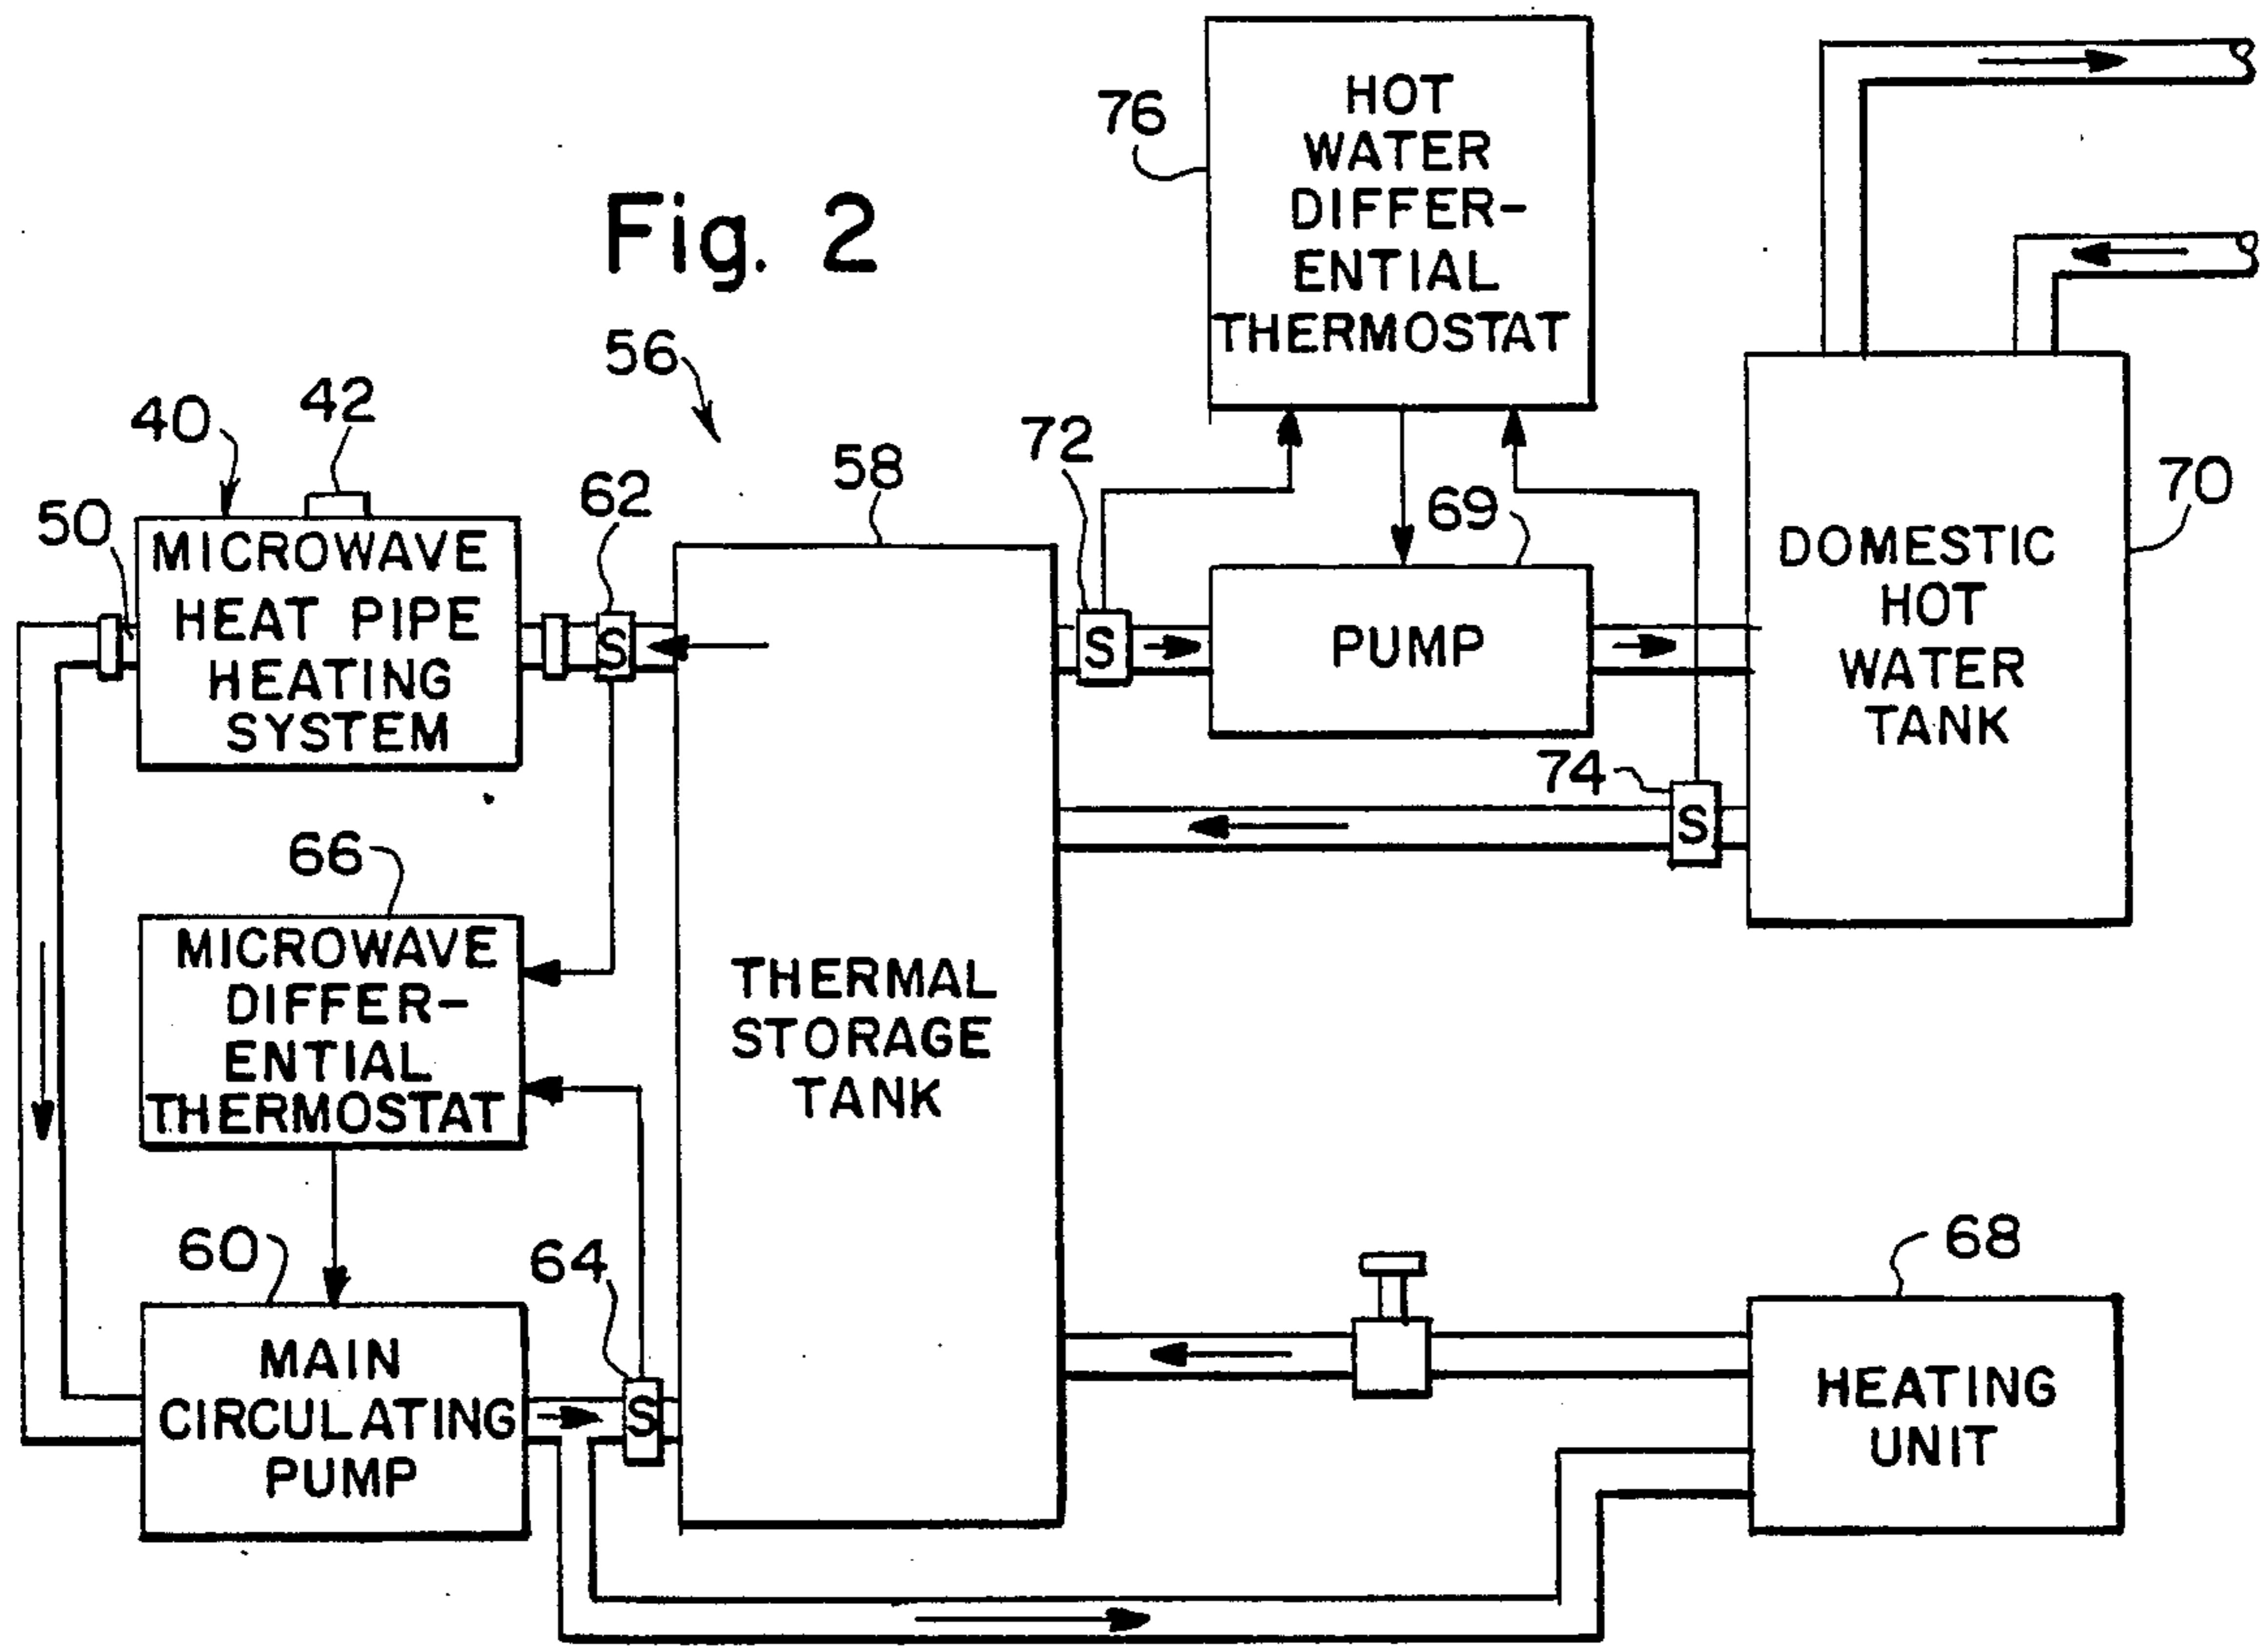 Fig. 2
HOT
WATER
DIFFER-
ENTIAL
THERMOSTAT
76
56
40
42
50
MICROWAVE
HEAT PIPE
HEATING
SYSTEM
62
S
58
THERMAL
STORAGE
TANK
72
S
69
PUMP
70
DOMESTIC
HOT
WATER
TANK
74
S
66
MICROWAVE
DIFFER-
ENTIAL
THERMOSTAT
60
MAIN
CIRCULATING
PUMP
64
S
68
HEATING
UNIT